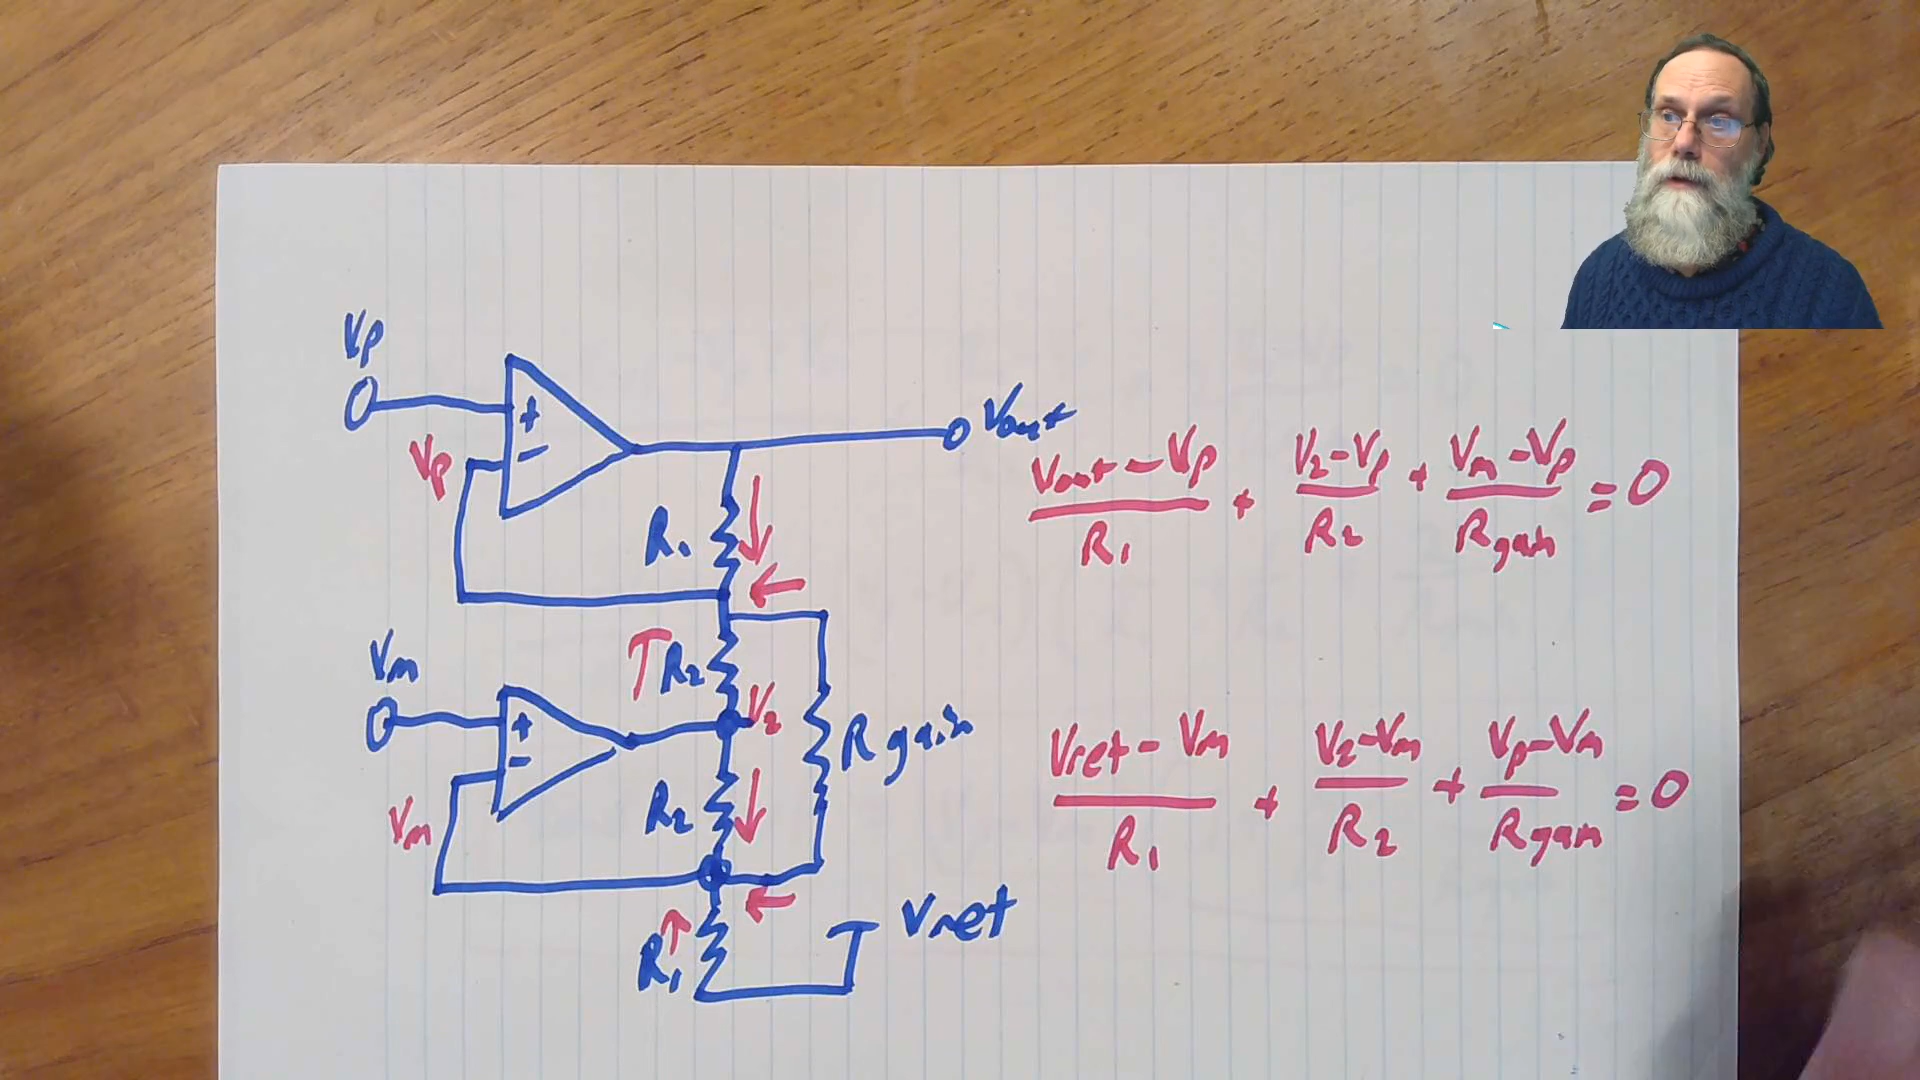 Vp
+
-
Vp
Vout
R1
R2
V2
Vm
+
-
Vm
R2
R gain
R1
Vref
Vout - Vp / R1 + V2 - Vp / R2 + Vm - Vp / Rgain = 0
Vref - Vm / R1 + V2 - Vm / R2 + Vp - Vm / Rgain = 0